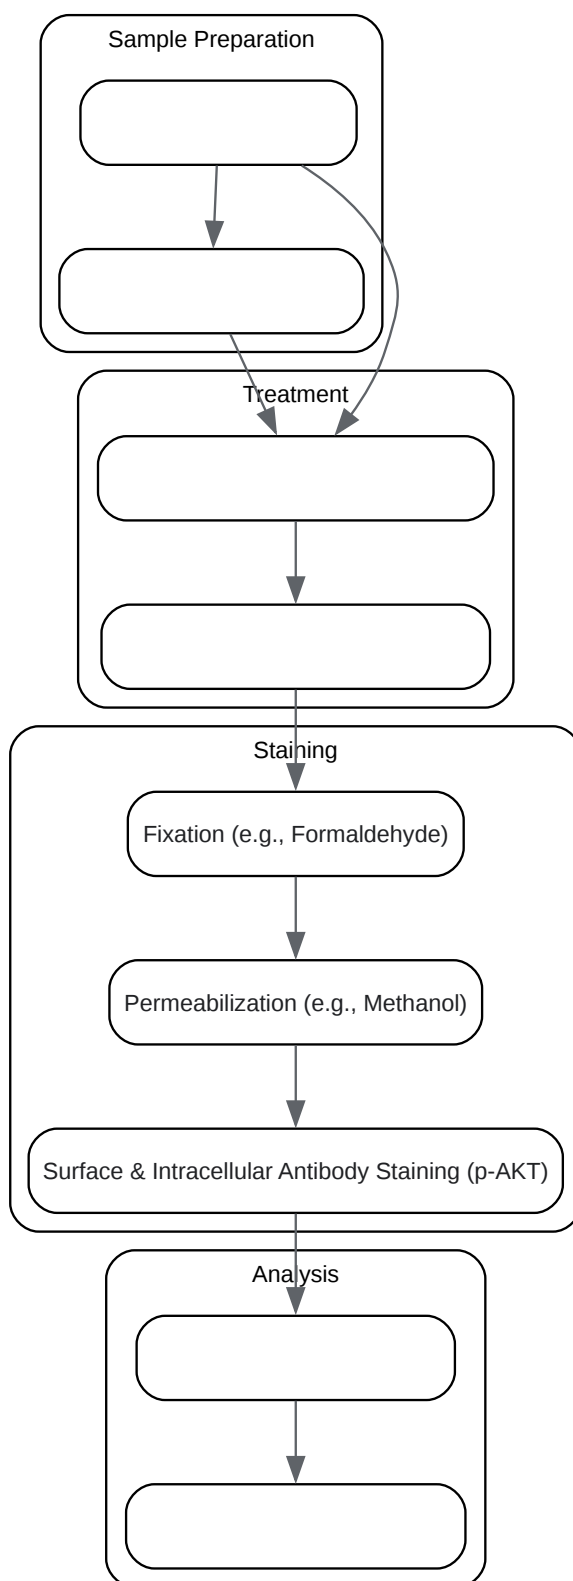 Sample Preparation
Treatment
Staining
Fixation (e.g., Formaldehyde)
Permeabilization (e.g., Methanol)
Surface & Intracellular Antibody Staining (p-AKT)
Analysis